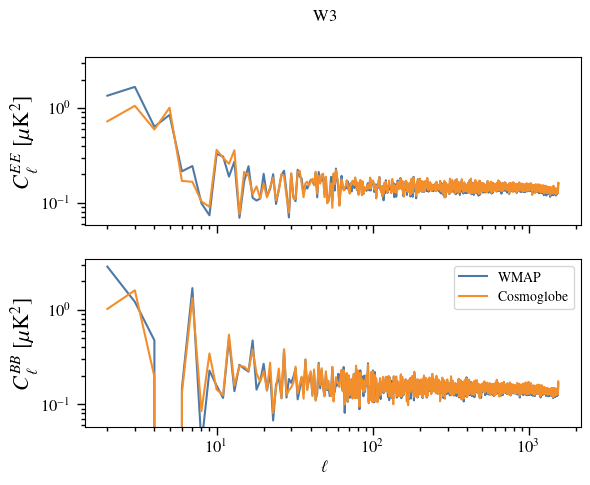 W3
C_ℓ^{EE} [μK²]
10⁰
10⁻¹
C_ℓ^{BB} [μK²]
10⁰
10⁻¹
WMAP
Cosmoglobe
10¹ 10² 10³
ℓ